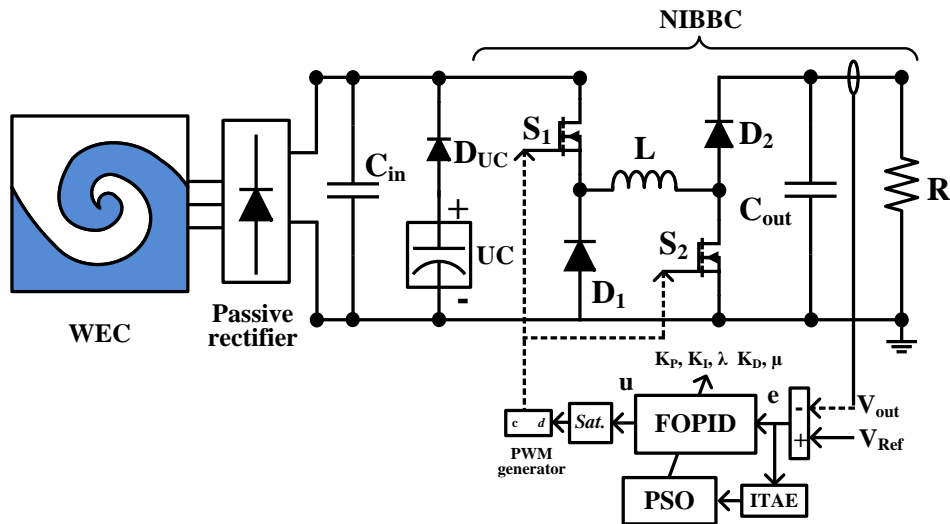 NIBBC
S1
DUC
L
D2
Cin
R
+
UC
-
Cout
S2
D1
WEC
Passive
rectifier
KP, KI, λ KD, μ
u
e
c d
Sat.
FOPID
-
+
Vout
VRef
PWM
generator
PSO
ITAE